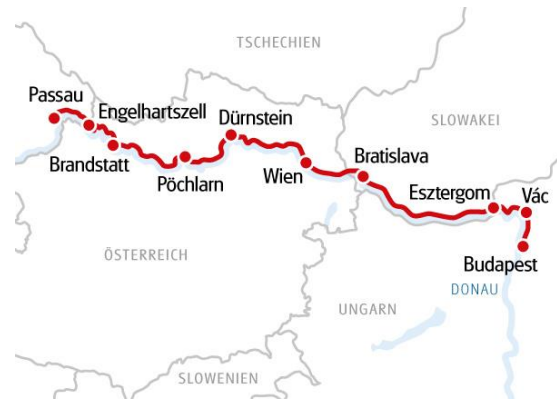 TSCHECHIEN
Passau
Engelhartszell
Dürnstein
SLOWAKEI
Brandstatt
Pöchlarn
Wien
Bratislava
Esztergom
Vác
ÖSTERREICH
Budapest
DONAU
UNGARN
SLOWENIEN